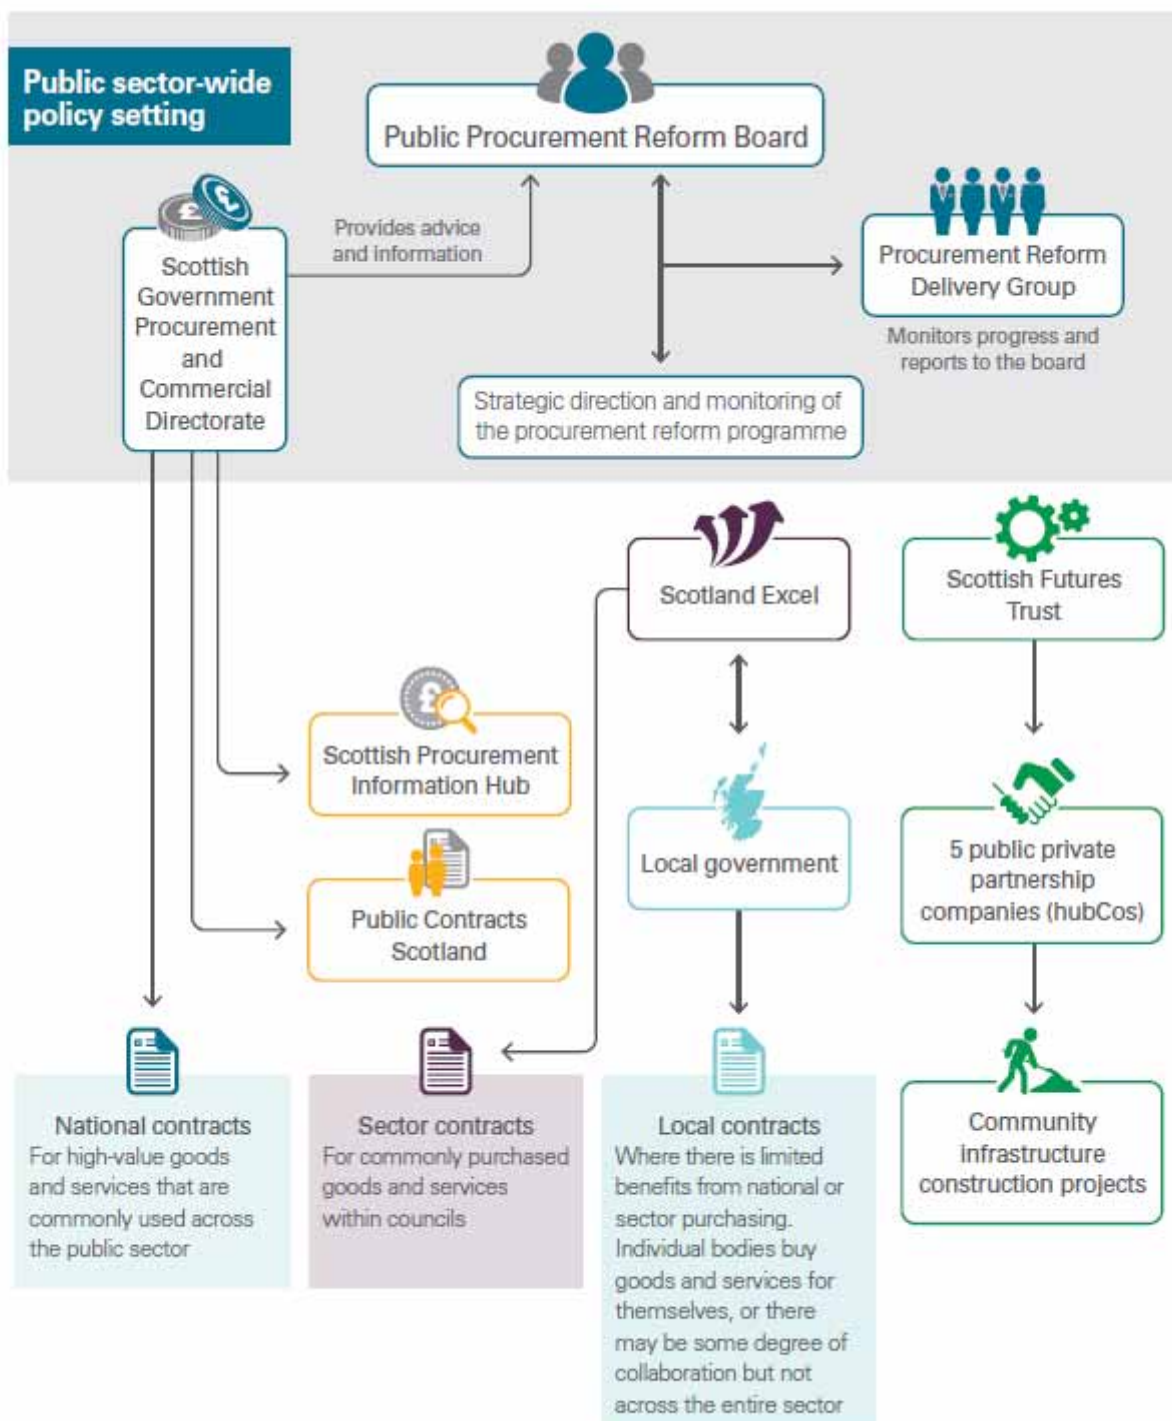 Public sector-wide
policy setting
Public Procurement Reform Board
Provides advice
and information
Scottish
Government
Procurement
and
Commercial
Directorate
Procurement Reform
Delivery Group
Monitors progress and
reports to the board
Strategic direction and monitoring of
the procurement reform programme
Scotland Excel
Scottish Futures
Trust
Scottish Procurement
Information Hub
Local government
5 public private
partnership
companies (hubCos)
Public Contracts
Scotland
National contracts
For high-value goods
and services that are
commonly used across
the public sector
Sector contracts
For commonly purchased
goods and services
within councils
Local contracts
Where there is limited
benefits from national or
sector purchasing.
Individual bodies buy
goods and services for
themselves, or there
may be some degree of
collaboration but not
across the entire sector
Community
infrastructure
construction projects